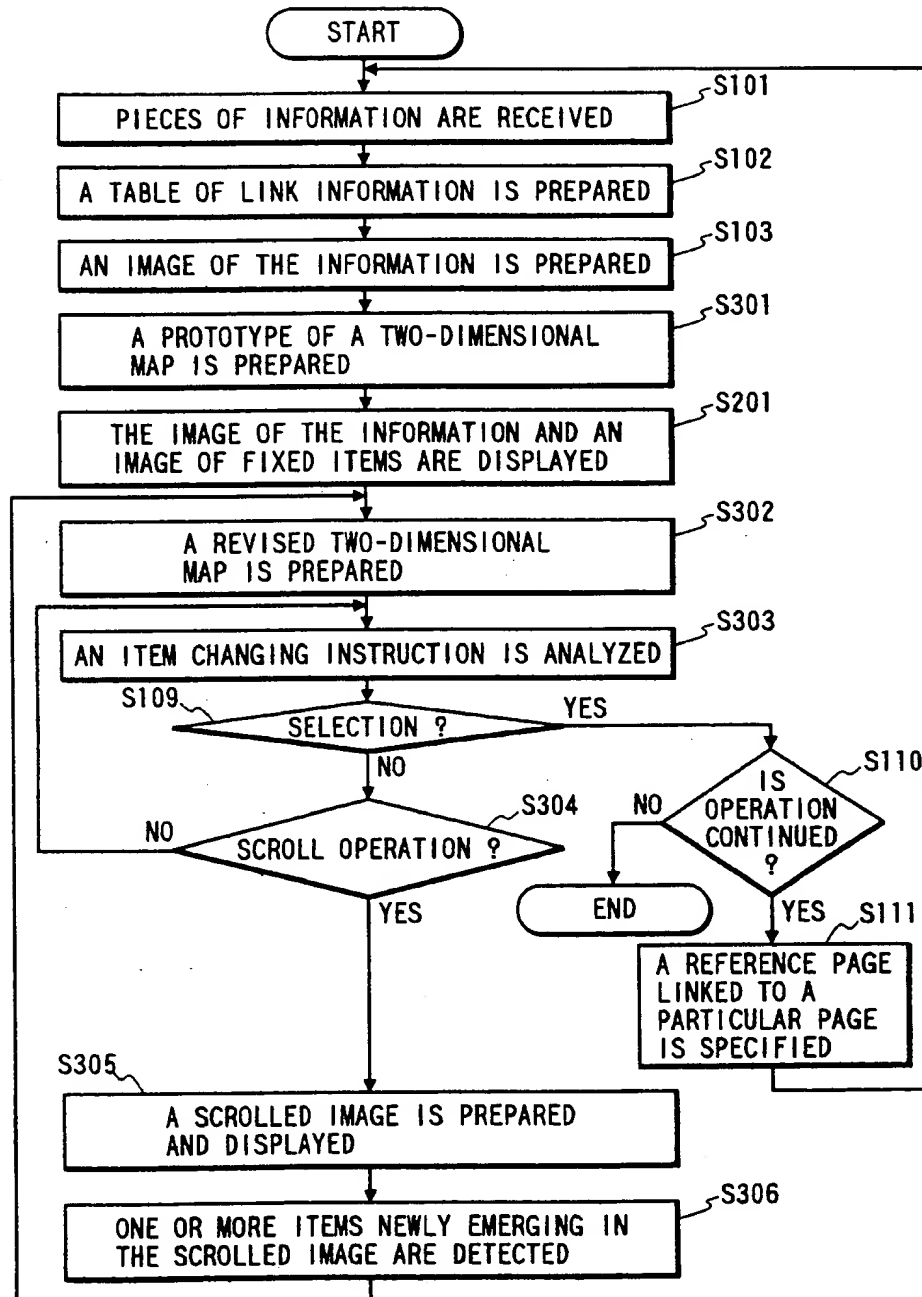 START
S101
PIECES OF INFORMATION ARE RECEIVED
S102
A TABLE OF LINK INFORMATION IS PREPARED
S103
AN IMAGE OF THE INFORMATION IS PREPARED
S301
A PROTOTYPE OF A TWO-DIMENSIONAL
MAP IS PREPARED
S201
THE IMAGE OF THE INFORMATION AND AN
IMAGE OF FIXED ITEMS ARE DISPLAYED
S302
A REVISED TWO-DIMENSIONAL
MAP IS PREPARED
S303
AN ITEM CHANGING INSTRUCTION IS ANALYZED
S109
SELECTION ?
YES
NO
S110
IS
OPERATION
CONTINUED
?
NO
S304
SCROLL OPERATION ?
NO
YES
END
YES
S111
A REFERENCE PAGE
LINKED TO A
PARTICULAR PAGE
IS SPECIFIED
S305
A SCROLLED IMAGE IS PREPARED
AND DISPLAYED
S306
ONE OR MORE ITEMS NEWLY EMERGING IN
THE SCROLLED IMAGE ARE DETECTED